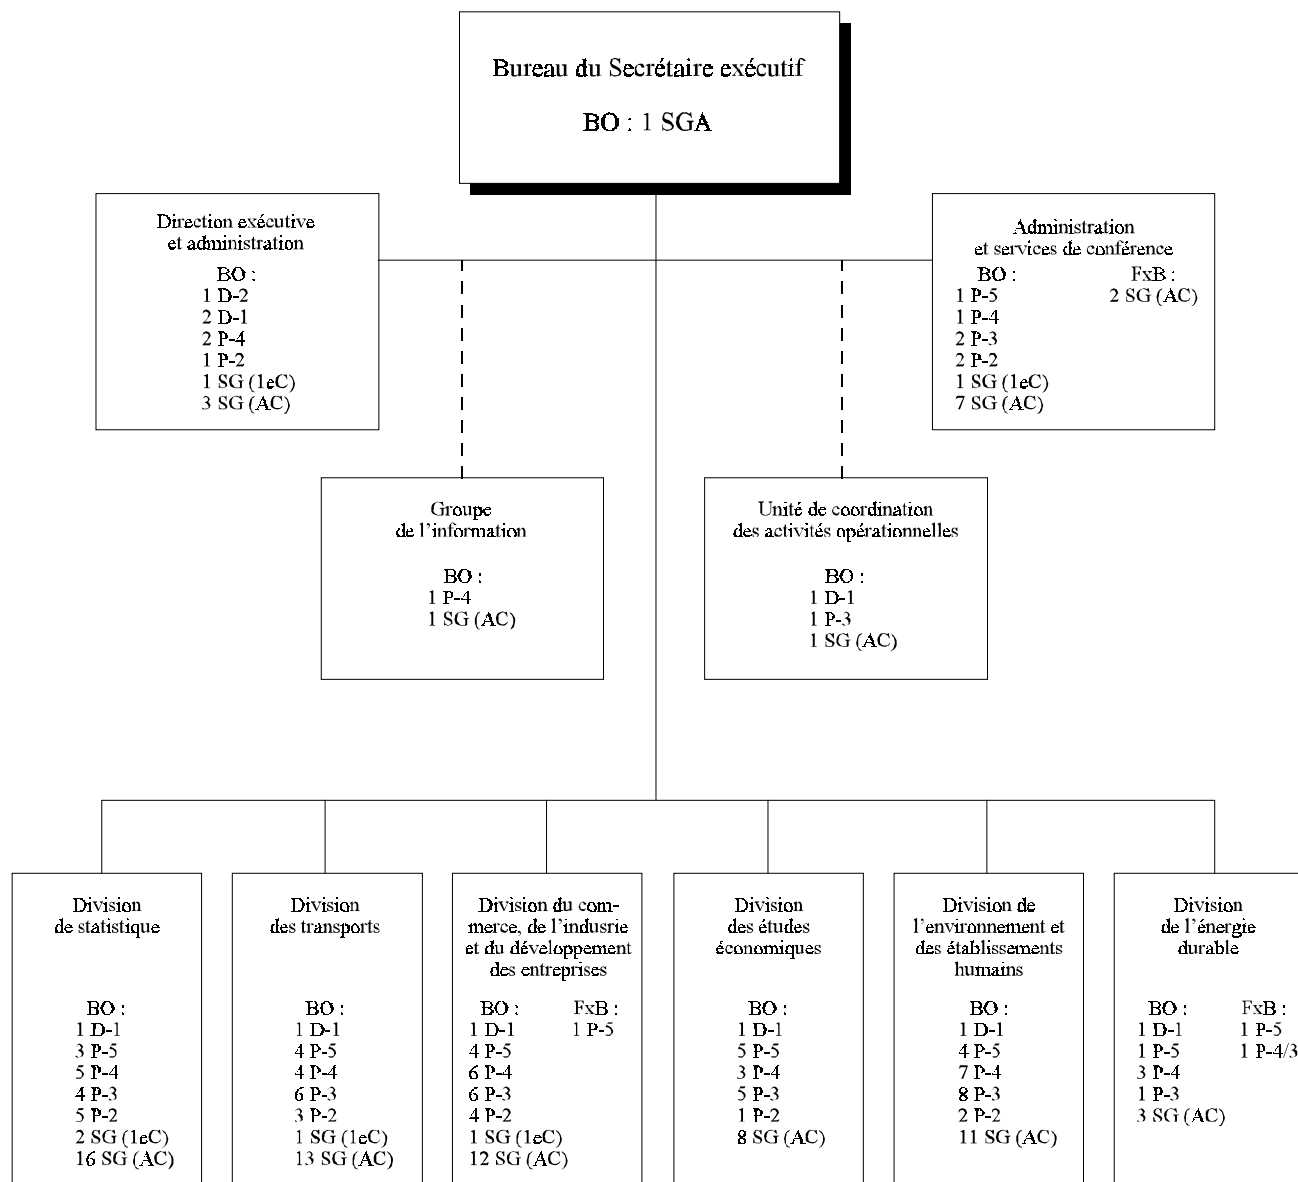 Bureau du Secrétaire exécutif
BO : 1 SGA
Direction exécutive
et administration
BO :
1 D-2
2 D-1
2 P-4
1 P-2
1 SG (1eC)
3 SG (AC)
Administration
et services de conférence
BO :
1 P-5
1 P-4
2 P-3
2 P-2
1 SG (1eC)
7 SG (AC)
FxB :
2 SG (AC)
Groupe
de l'information
BO :
1 P-4
1 SG (AC)
Unité de coordination
des activités opérationnelles
BO :
1 D-1
1 P-3
1 SG (AC)
Division
de statistique
BO :
1 D-1
3 P-5
5 P-4
4 P-3
5 P-2
2 SG (1eC)
16 SG (AC)
Division
des transports
BO :
1 D-1
4 P-5
4 P-4
6 P-3
3 P-2
1 SG (1eC)
13 SG (AC)
Division du com-
merce, de l'indusrie
et du développement
des entreprises
BO :
1 D-1
4 P-5
6 P-4
6 P-3
4 P-2
1 SG (1eC)
12 SG (AC)
FxB :
1 P-5
Division
des études
économiques
BO :
1 D-1
5 P-5
3 P-4
5 P-3
1 P-2
8 SG (AC)
Division de
l'environnement et
des établissements
humains
BO :
1 D-1
4 P-5
7 P-4
8 P-3
2 P-2
11 SG (AC)
Division
de l'énergie
durable
BO :
1 D-1
1 P-5
3 P-4
1 P-3
3 SG (AC)
FxB :
1 P-5
1 P-4/3